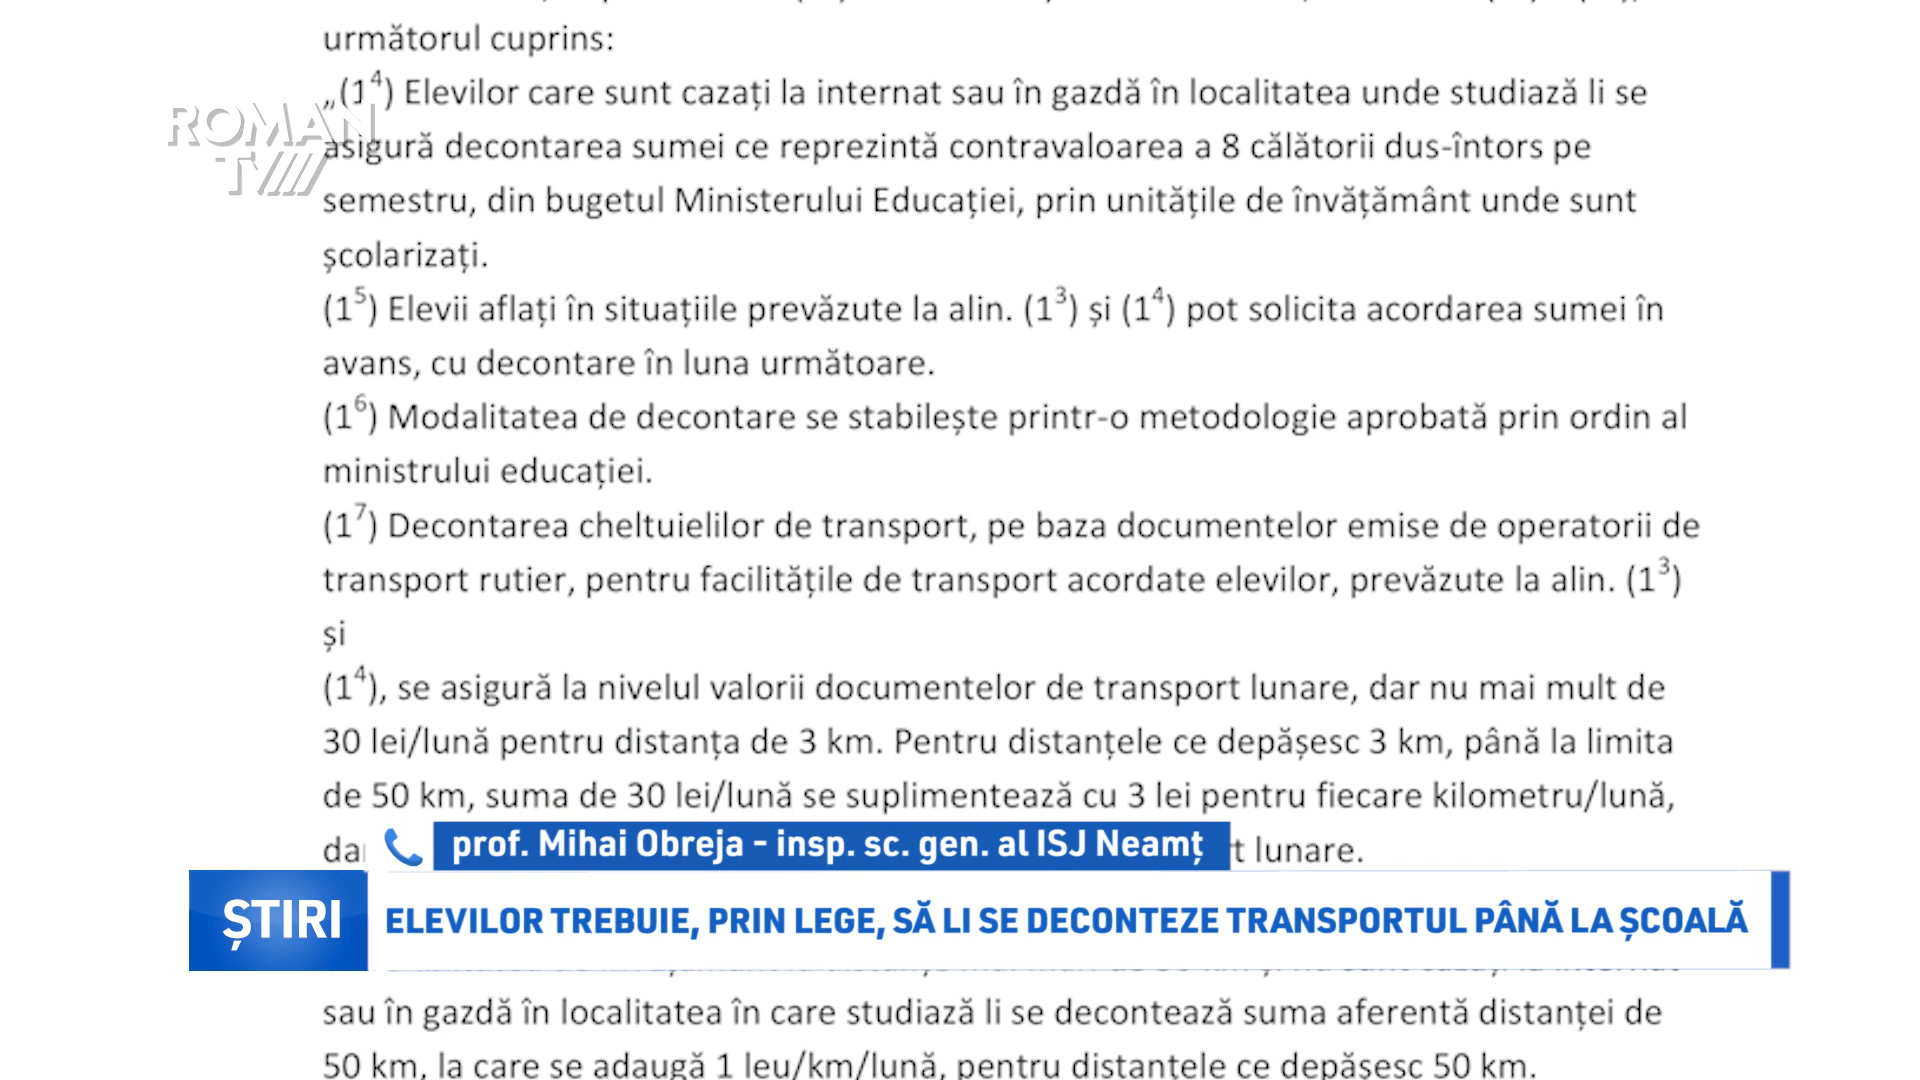 următorul cuprins:
„(1⁴) Elevilor care sunt cazați la internat sau în gazdă în localitatea unde studiază li se
ROMAN
asigură decontarea sumei ce reprezintă contravaloarea a 8 călătorii dus-întors pe
TV
semestru, din bugetul Ministerului Educației, prin unitățile de învățământ unde sunt
școlarizați.
(1⁵) Elevii aflați în situațiile prevăzute la alin. (1³) și (1⁴) pot solicita acordarea sumei în
avans, cu decontare în luna următoare.
(1⁶) Modalitatea de decontare se stabilește printr-o metodologie aprobată prin ordin al
ministrului educației.
(1⁷) Decontarea cheltuielilor de transport, pe baza documentelor emise de operatorii de
transport rutier, pentru facilitățile de transport acordate elevilor, prevăzute la alin. (1³)
și
(1⁴), se asigură la nivelul valorii documentelor de transport lunare, dar nu mai mult de
30 lei/lună pentru distanța de 3 km. Pentru distanțele ce depășesc 3 km, până la limita
de 50 km, suma de 30 lei/lună se suplimentează cu 3 lei pentru fiecare kilometru/lună,
lunare.
prof. Mihai Obreja - insp. sc. gen. al ISJ Neamț
ȘTIRI
ELEVILOR TREBUIE, PRIN LEGE, SĂ LI SE DECONTEZE TRANSPORTUL PÂNĂ LA ȘCOALĂ
sau în gazdă în localitatea în care studiază li se decontează suma aferentă distanței de
50 km, la care se adaugă 1 leu/km/lună, pentru distanțele ce depășesc 50 km.